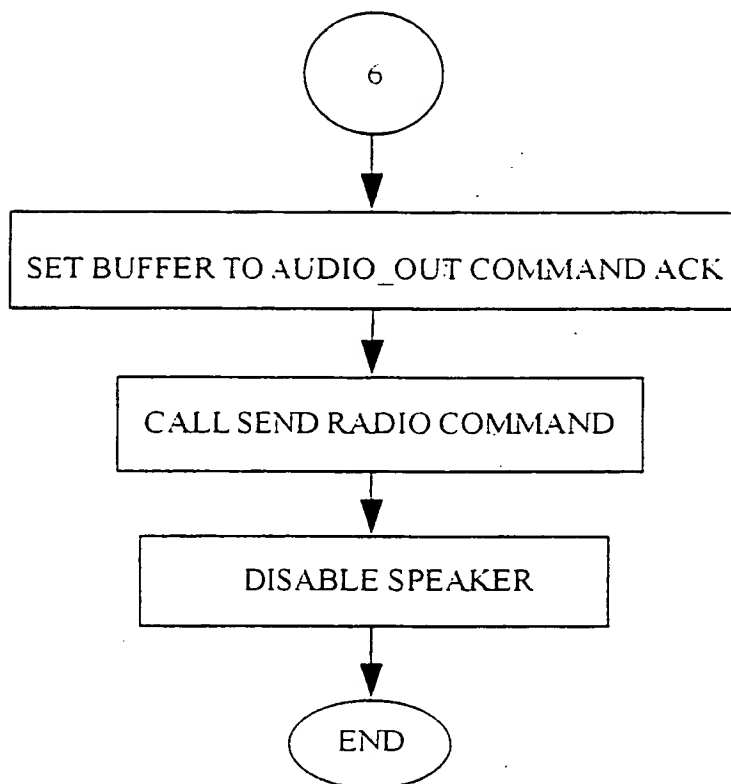 6
SET BUFFER TO AUDIO_OUT COMMAND ACK
CALL SEND RADIO COMMAND
DISABLE SPEAKER
END